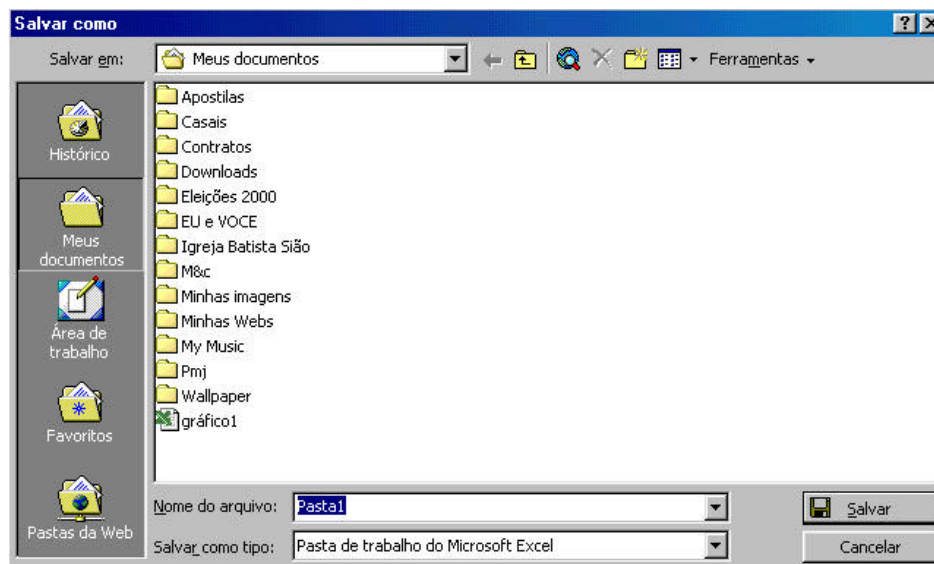 Salvar como
Salvar em: Meus documentos Ferramentas
Histórico
Meus
documentos
Área de
trabalho
Favoritos
Pastas da Web
Apostilas
Casais
Contratos
Downloads
Eleições 2000
EU e VOCE
Igreja Batista Sião
M&c
Minhas imagens
Minhas Webs
My Music
Pmj
Wallpaper
gráfico1
Nome do arquivo: Pasta1 Salvar
Salvar como tipo: Pasta de trabalho do Microsoft Excel Cancelar